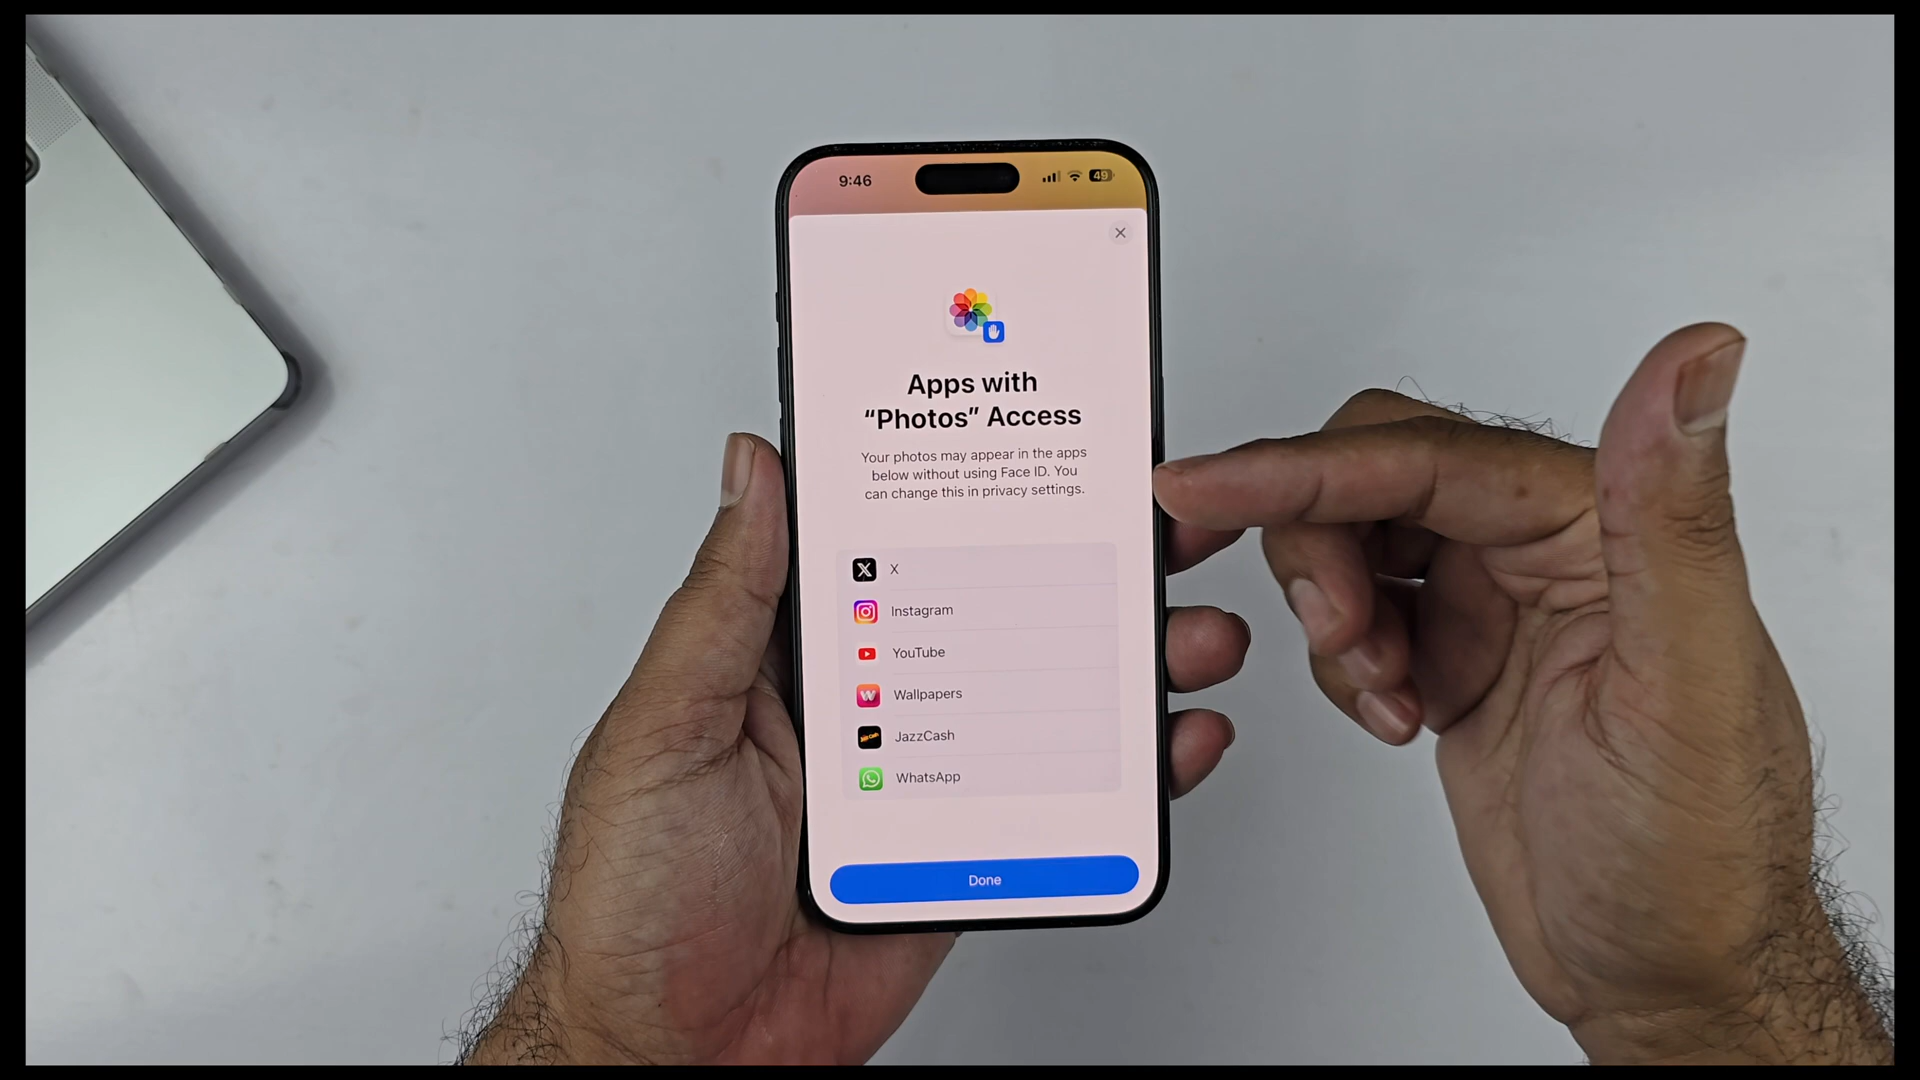 9:46
49
Apps with
“Photos” Access
Your photos may appear in the apps
below without using Face ID. You
can change this in privacy settings.
X
Instagram
YouTube
Wallpapers
JazzCash
WhatsApp
Done